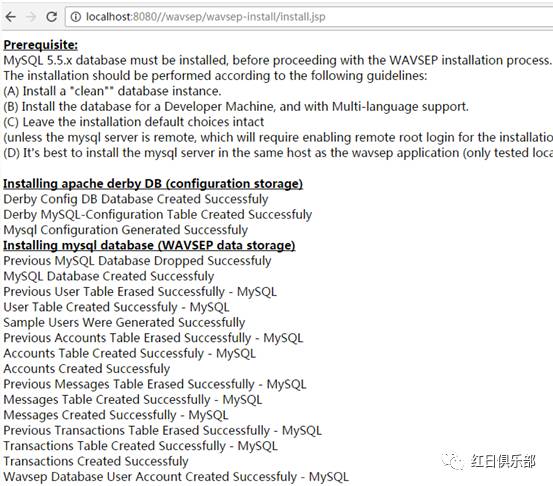 localhost:8080//wavsep/wavsep-install/install.jsp
Prerequisite:
MySQL 5.5.x database must be installed, before proceeding with the WAVSEP installation process.
The installation should be performed according to the following guidelines:
(A) Install a *clean** database instance.
(B) Install the database for a Developer Machine, and with Multi-language support.
(C) Leave the installation default choices intact
(unless the mysql server is remote, which will require enabling remote root login for the installatio
(D) It's best to install the mysql server in the same host as the wavsep application (only tested loca
Installing apache derby DB (configuration storage)
Derby Config DB Database Created Successfuly
Derby MySQL-Configuration Table Created Successfuly
Mysql Configuration Generated Successfuly
Installing mysql database (WAVSEP data storage)
Previous MySQL Database Dropped Successfuly
MySQL Database Created Successfuly
Previous User Table Erased Successfully - MySQL
User Table Created Successfuly - MySQL
Sample Users Were Generated Successfully
Previous Accounts Table Erased Successfully - MySQL
Accounts Table Created Successfuly - MySQL
Accounts Created Successfuly
Previous Messages Table Erased Successfully - MySQL
Messages Table Created Successfuly - MySQL
Messages Created Successfully - MySQL
Previous Transactions Table Erased Successfully - MySQL
Transactions Table Created Successfuly - MySQL
Transactions Created Successfuly
Wavsep Database User Account Created Successfuly - MySQL
红日俱乐部